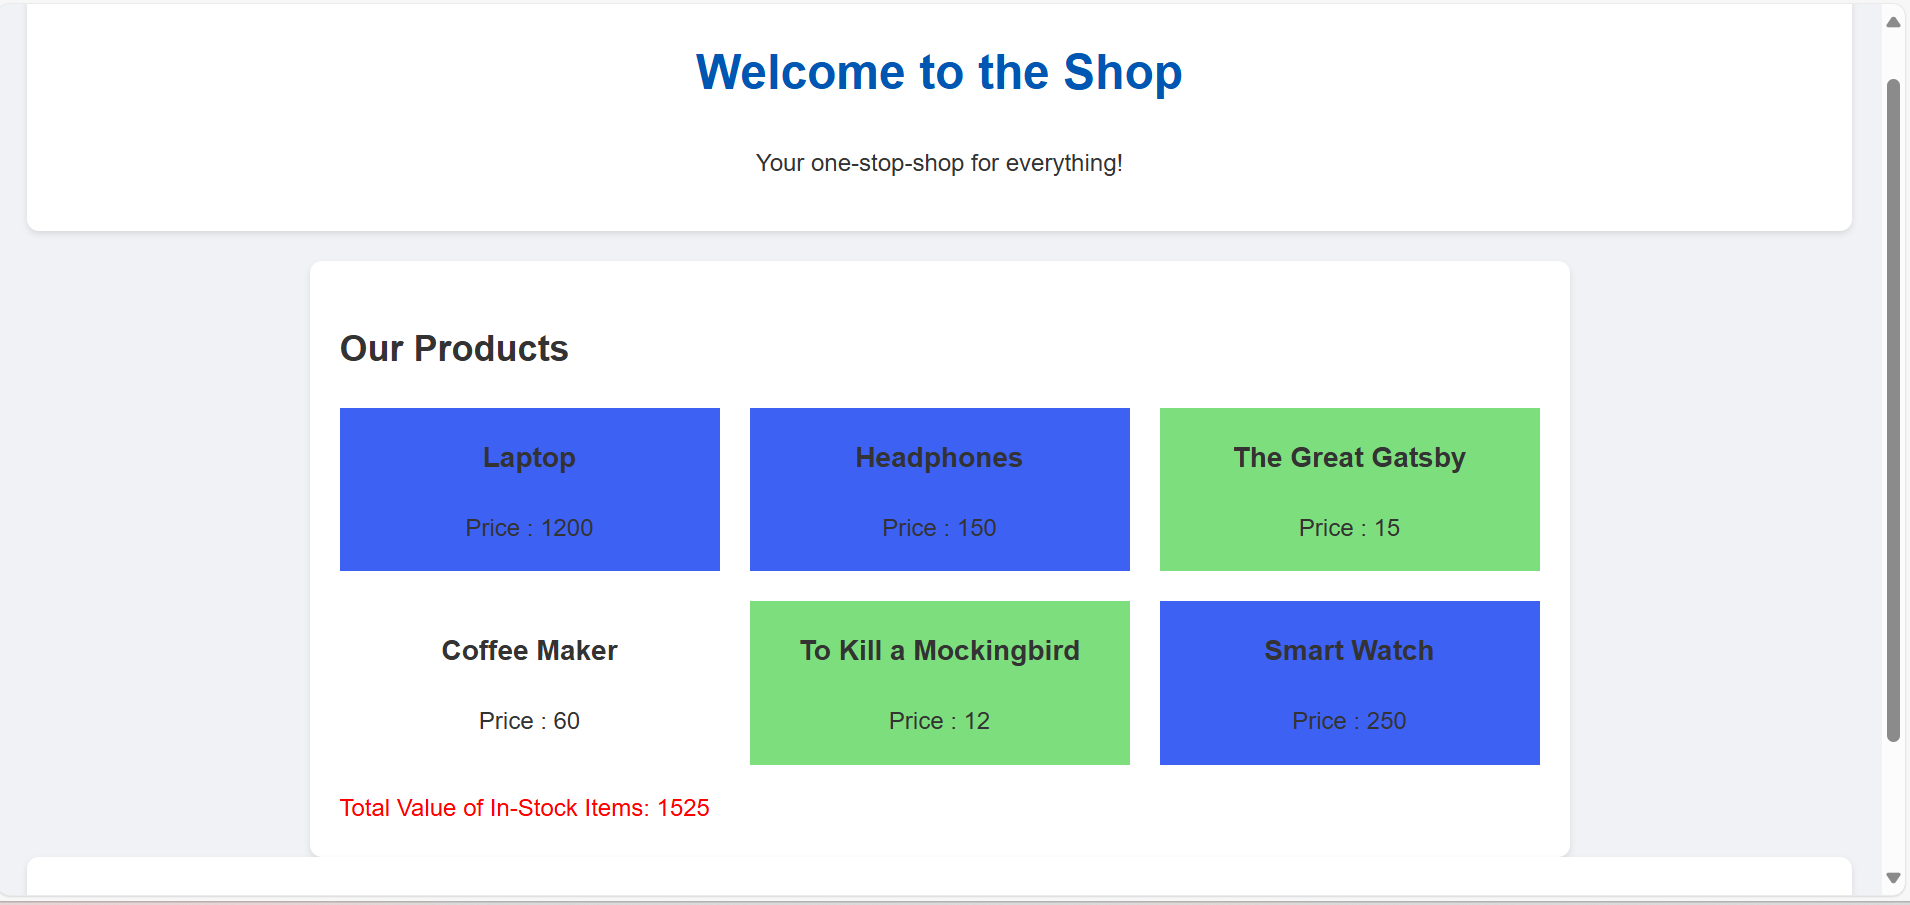 Welcome to the Shop
Your one-stop-shop for everything!
Our Products
Laptop
Price : 1200
Headphones
Price : 150
The Great Gatsby
Price : 15
Coffee Maker
Price : 60
To Kill a Mockingbird
Price : 12
Smart Watch
Price : 250
Total Value of In-Stock Items: 1525